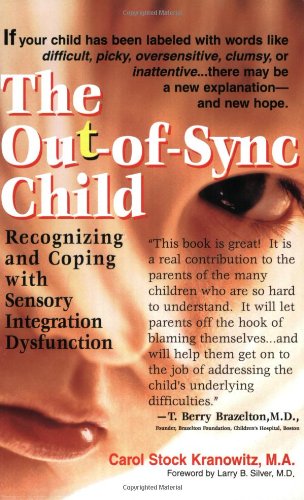 If your child has been labeled with words like
difficult, picky, oversensitive, clumsy, or
inattentive...there may be
a new explanation—
and new hope.
The
Out-of-Sync
Child
Recognizing
and Coping
with
Sensory
Integration
Dysfunction
"This book is great! It is
a real contribution to the
parents of the many
children who are so hard
to understand. It will let
parents off the hook of
blaming themselves...and
will help them get on to
the job of addressing the
child's underlying
difficulties."
—T. Berry Brazelton, M.D.,
Founder, Brazelton Foundation, Children's Hospital, Boston
Carol Stock Kranowitz, M.A.
Foreword by Larry B. Silver, M.D.
Copyrighted Material
Copyrighted Material